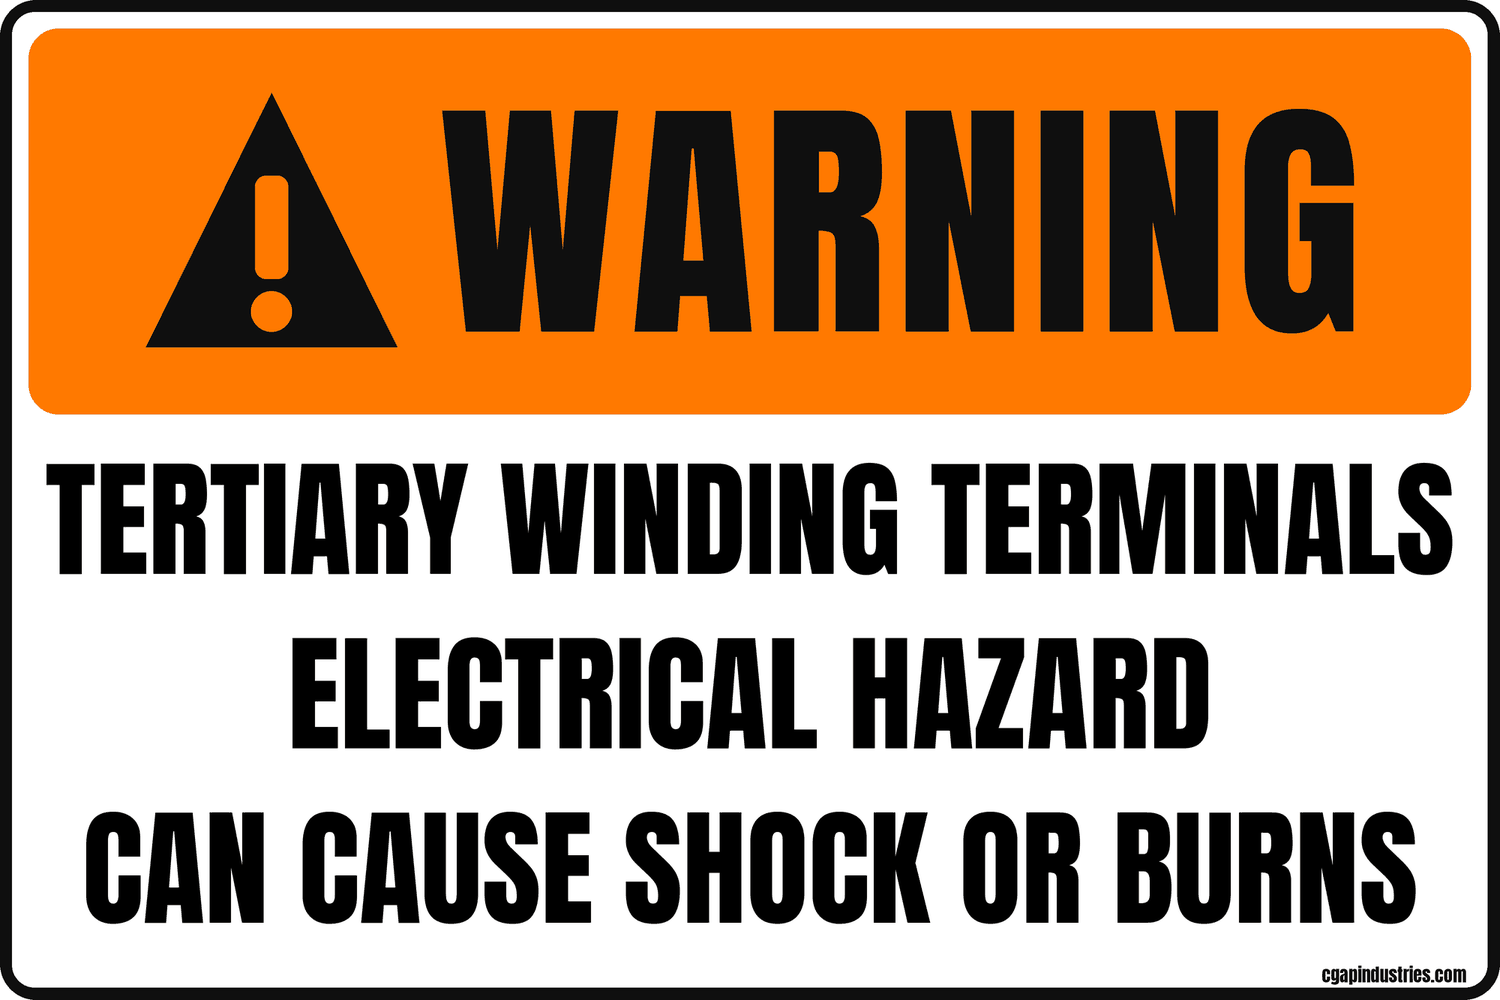 WARNING
TERTIARY WINDING TERMINALS
ELECTRICAL HAZARD
CAN CAUSE SHOCK OR BURNS
cgapindustries.com